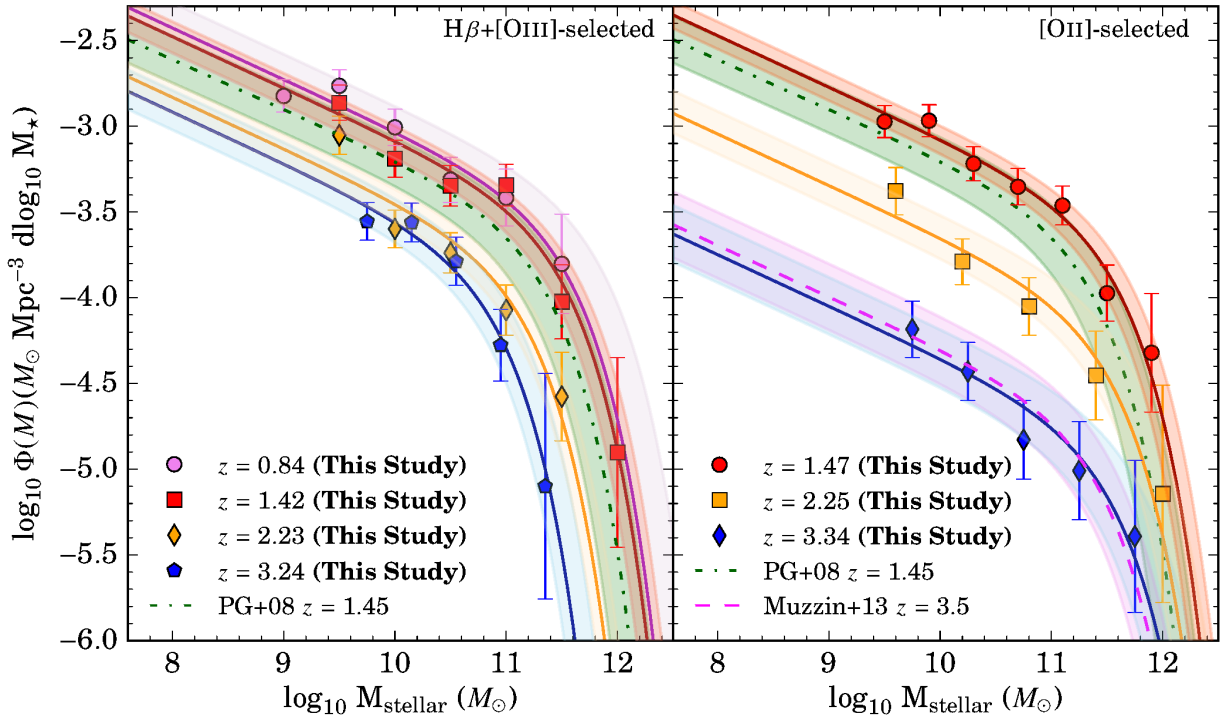 Hβ+[OIII]-selected
[OII]-selected
log₁₀ Φ(M)(M⊙ Mpc⁻³ dlog₁₀ M⋆)
−2.5
−3.0
−3.5
−4.0
−4.5
−5.0
−5.5
−6.0
z = 0.84 (This Study)
z = 1.42 (This Study)
z = 2.23 (This Study)
z = 3.24 (This Study)
PG+08 z = 1.45
z = 1.47 (This Study)
z = 2.25 (This Study)
z = 3.34 (This Study)
PG+08 z = 1.45
Muzzin+13 z = 3.5
8 9 10 11 12
8 9 10 11 12
log₁₀ Mstellar (M⊙)
log₁₀ Mstellar (M⊙)